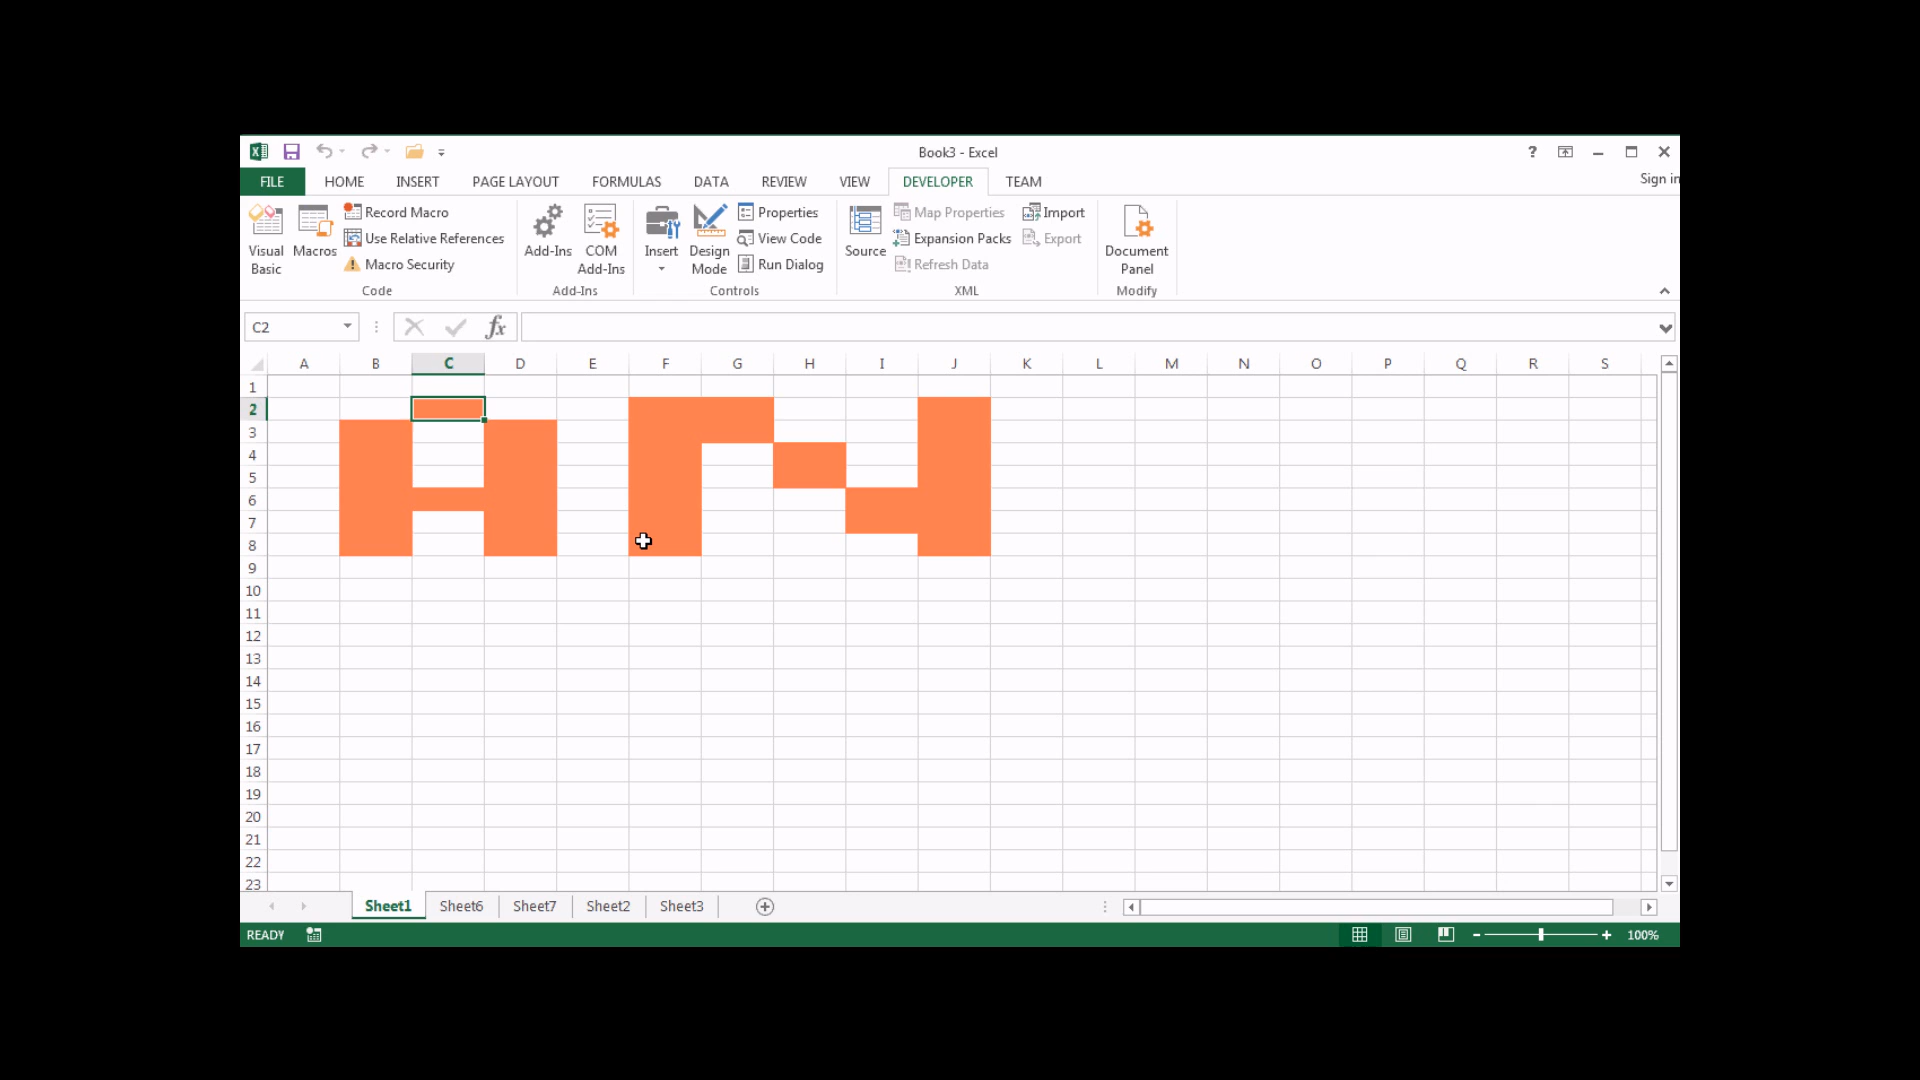 Book3 - Excel
?
Sign in
FILE HOME INSERT PAGE LAYOUT FORMULAS DATA REVIEW VIEW DEVELOPER TEAM
Visual Basic
Macros
Record Macro
Use Relative References
Macro Security
Code
Add-Ins
COM Add-Ins
Add-Ins
Insert
Design Mode
Properties
View Code
Run Dialog
Controls
Source
Map Properties
Expansion Packs
Refresh Data
Import
Export
XML
Document Panel
Modify
C2
fx
A B C D E F G H I J K L M N O P Q R S
1
2
3
4
5
6
7
8
9
10
11
12
13
14
15
16
17
18
19
20
21
22
23
Sheet1 Sheet6 Sheet7 Sheet2 Sheet3
READY
100%